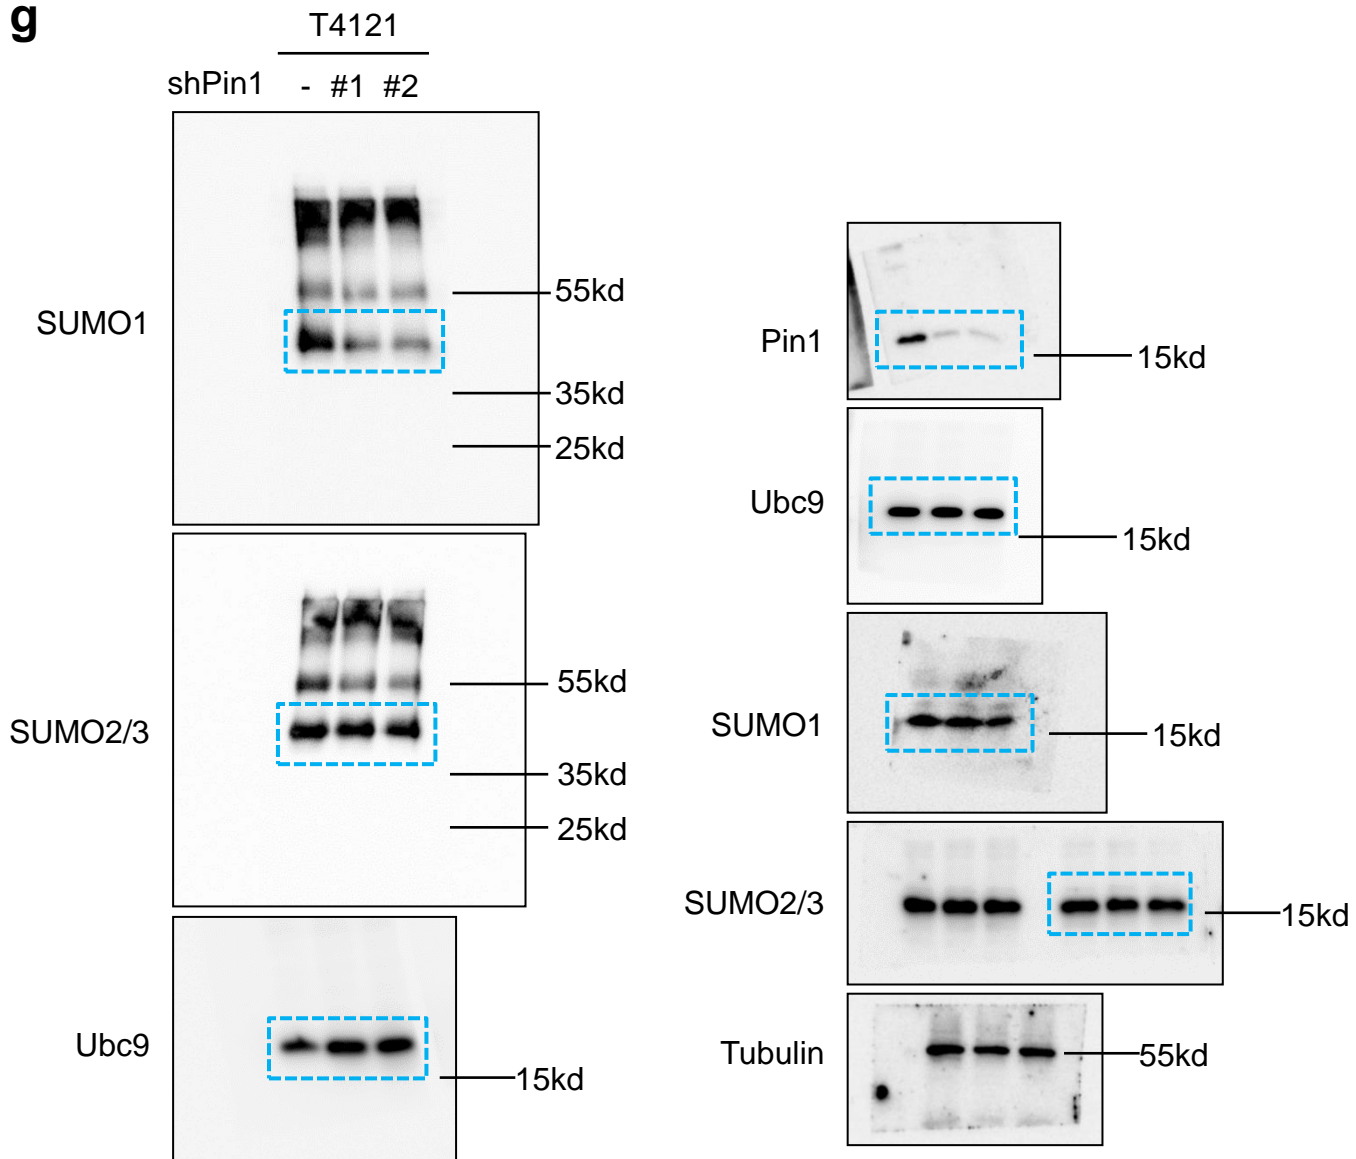 g
T4121
shPin1 - #1 #2
SUMO1
55kd
35kd
25kd
SUMO2/3
55kd
35kd
25kd
Ubc9
15kd
Pin1
15kd
Ubc9
15kd
SUMO1
15kd
SUMO2/3
15kd
Tubulin
55kd